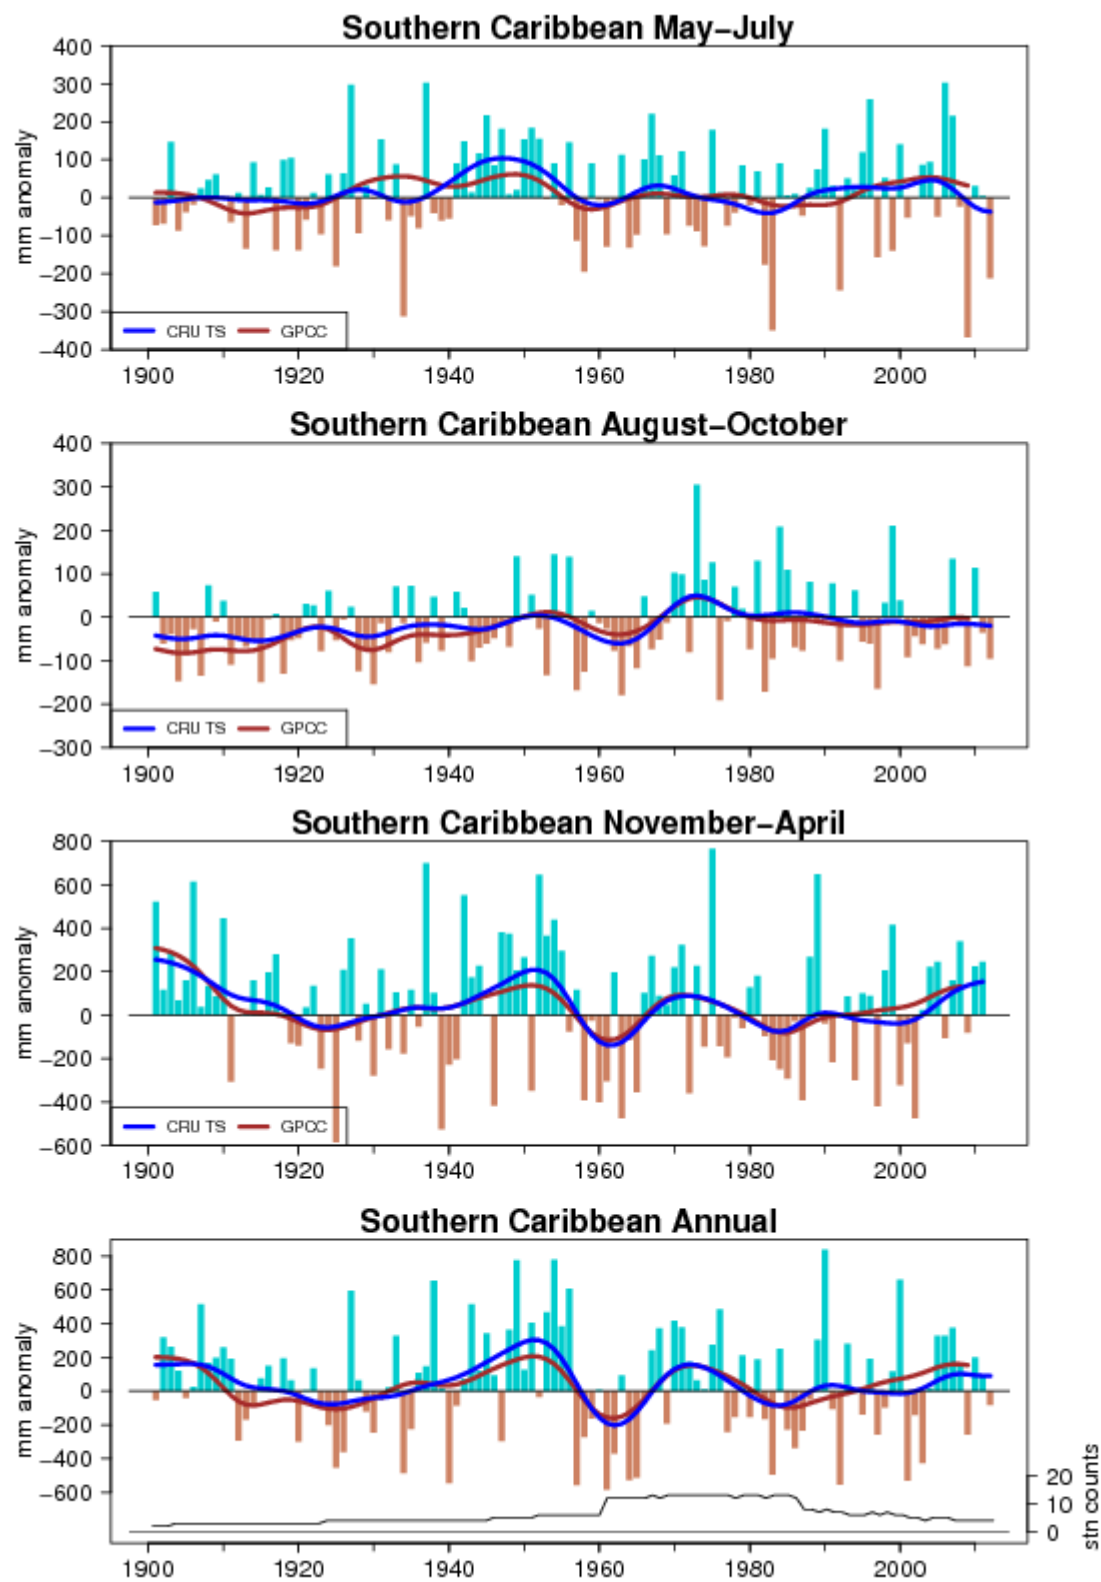 Southern Caribbean May–July
mm anomaly
400
300
200
100
0
−100
−200
−300
−400
CRU TS GPCC
1900 1920 1940 1960 1980 2000
Southern Caribbean August–October
mm anomaly
400
300
200
100
0
−100
−200
−300
CRU TS GPCC
1900 1920 1940 1960 1980 2000
Southern Caribbean November–April
mm anomaly
800
600
400
200
0
−200
−400
−600
CRU TS GPCC
1900 1920 1940 1960 1980 2000
Southern Caribbean Annual
mm anomaly
800
600
400
200
0
−200
−400
−600
20
10
0
stn counts
1900 1920 1940 1960 1980 2000